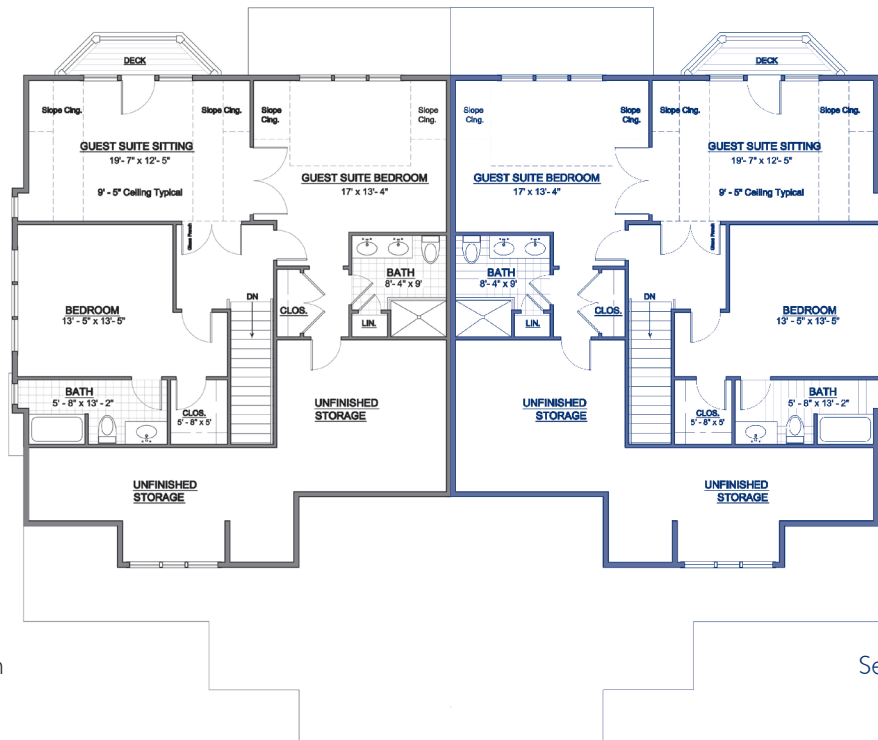 DECK
Slope Clng.
Slope Clng.
GUEST SUITE SITTING
19'- 7" x 12'- 5"
9' - 5" Ceiling Typical
Slope
Clng.
Slope
Clng.
GUEST SUITE BEDROOM
17' x 13'- 4"
Glass French
BEDROOM
13' - 5" x 13'- 5"
DN
CLOS.
BATH
8'- 4" x 9'
LIN.
BATH
5' - 8" x 13' - 2"
CLOS.
5' - 8" x 5'
UNFINISHED
STORAGE
UNFINISHED
STORAGE
DECK
Slope
Clng.
Slope
Clng.
GUEST SUITE BEDROOM
17' x 13'- 4"
Slope Clng.
Slope Clng.
GUEST SUITE SITTING
19'- 7" x 12'- 5"
9' - 5" Ceiling Typical
Glass French
BATH
8'- 4" x 9'
LIN.
CLOS.
DN
BEDROOM
13' - 5" x 13'- 5"
UNFINISHED
STORAGE
CLOS.
5' - 8" x 5'
BATH
5' - 8" x 13' - 2"
UNFINISHED
STORAGE
n
Se